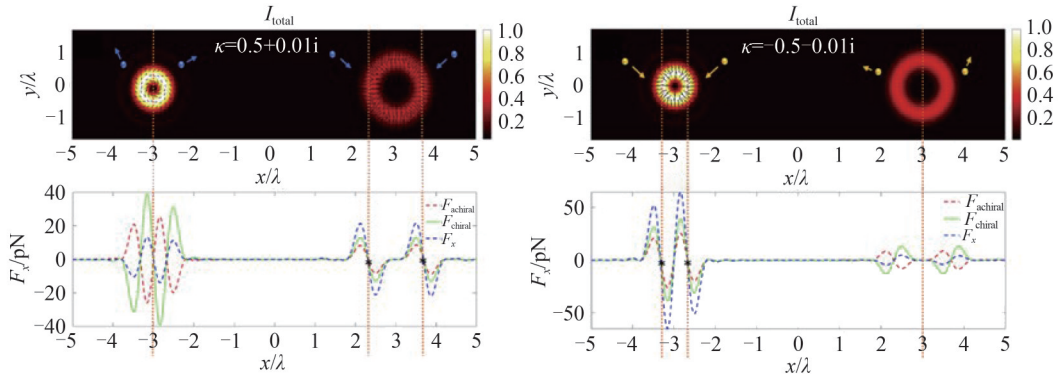 I_total
κ=0.5+0.01i
y/λ
1
0
−1
1.0
0.8
0.6
0.4
0.2
−5 −4 −3 −2 −1 0 1 2 3 4 5
x/λ
40
20
0
−20
−40
F_x/pN
F_achiral
F_chiral
F_x
−5 −4 −3 −2 −1 0 1 2 3 4 5
x/λ
I_total
κ=−0.5−0.01i
y/λ
1
0
−1
1.0
0.8
0.6
0.4
0.2
−5 −4 −3 −2 −1 0 1 2 3 4 5
x/λ
50
0
−50
F_x/pN
F_achiral
F_chiral
F_x
−5 −4 −3 −2 −1 0 1 2 3 4 5
x/λ